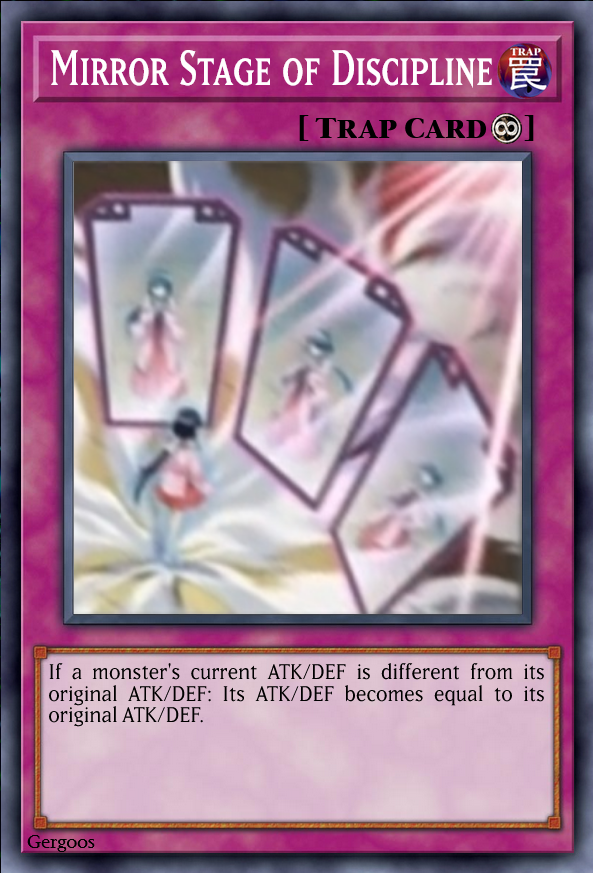 Mirror Stage of Discipline
TRAP
罠
[ Trap Card ]
If a monster's current ATK/DEF is different from its
original ATK/DEF: Its ATK/DEF becomes equal to its
original ATK/DEF.
Gergoos